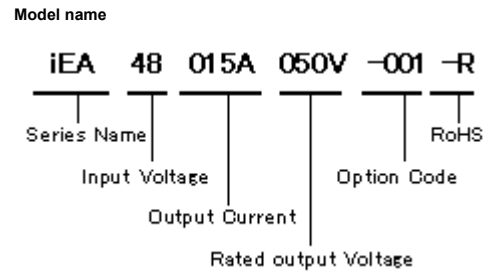 Model name
iEA 48 015A 050V -001 -R
Series Name RoHS
Input Voltage Option Code
Output Current
Rated output Voltage